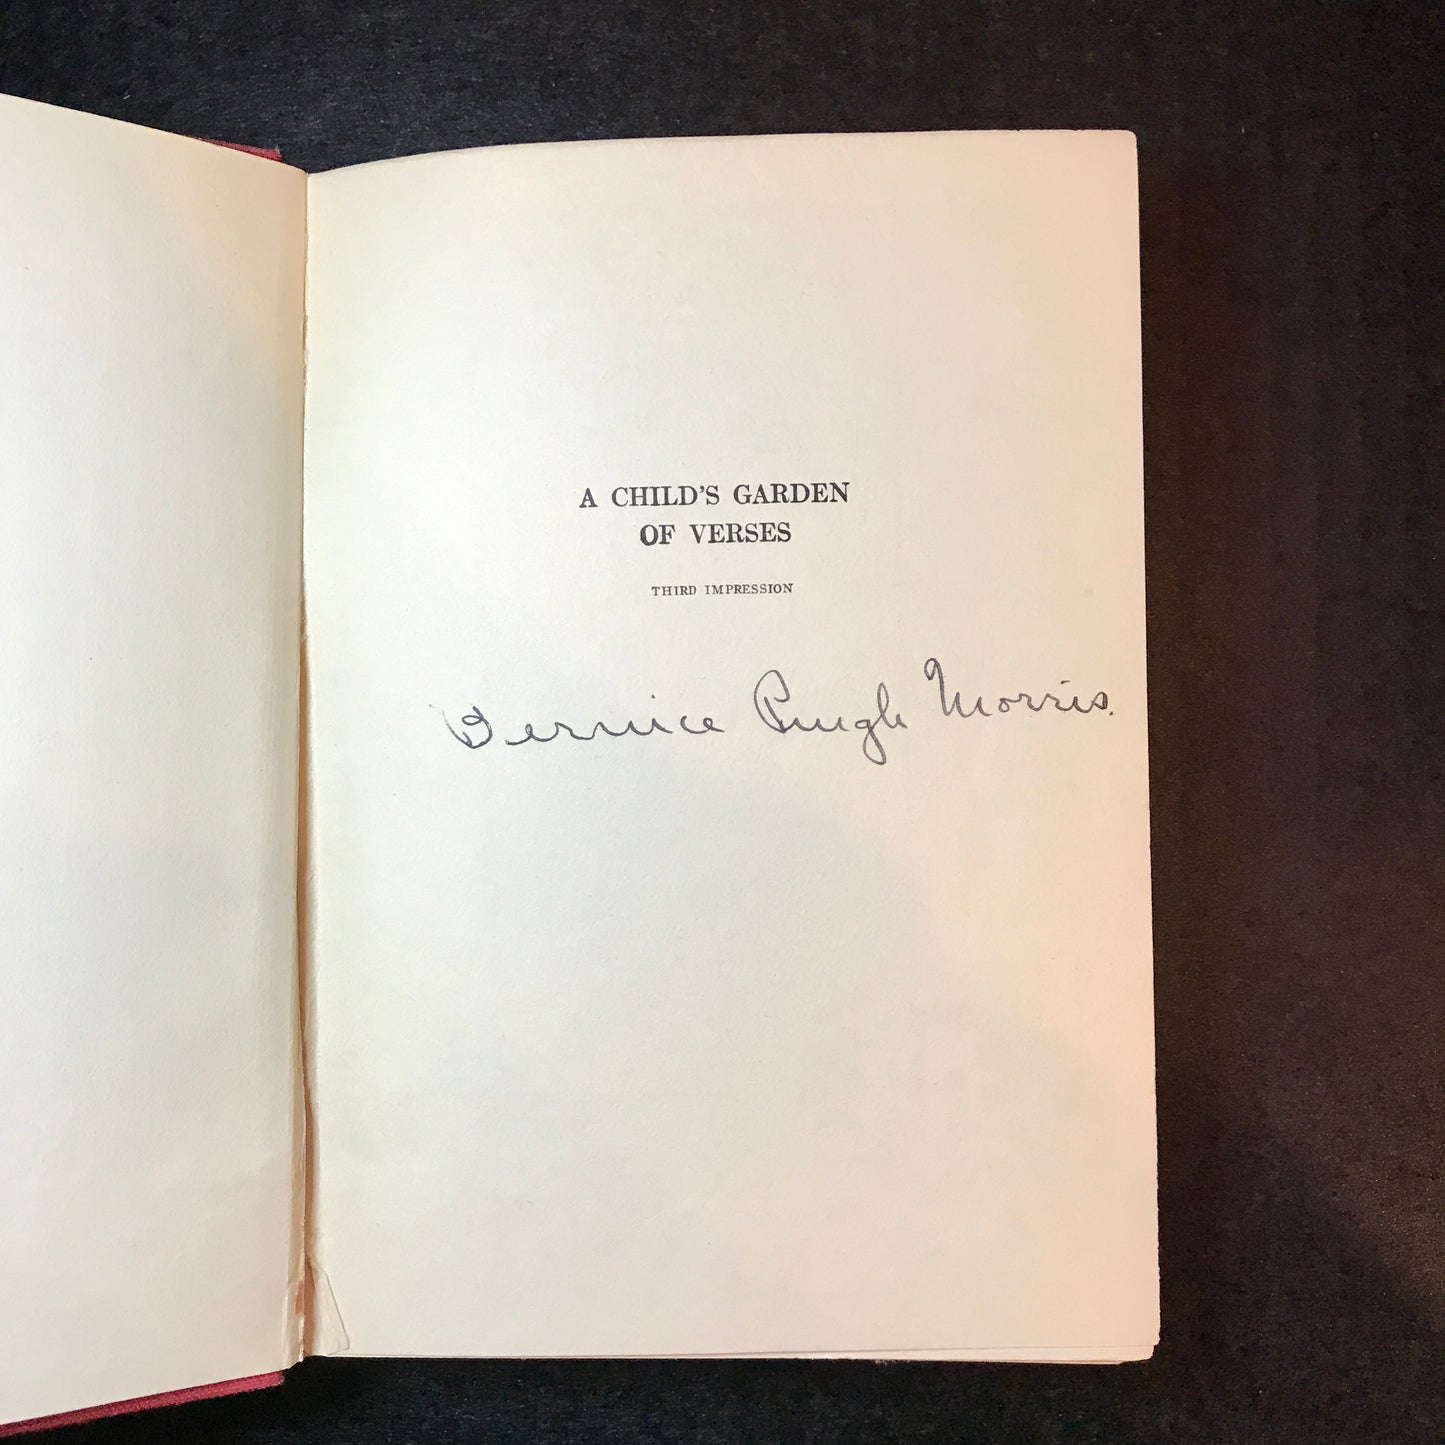 A CHILD'S GARDEN
OF VERSES
THIRD IMPRESSION
Bernice Pugh Morris.